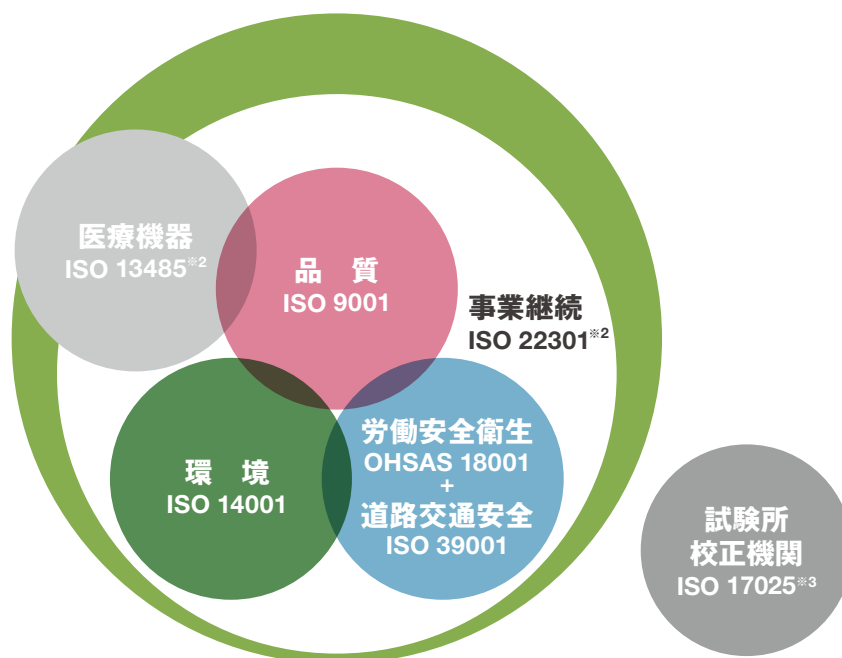 医療機器
ISO 13485※2
品　質
ISO 9001
事業継続
ISO 22301※2
環　境
ISO 14001
労働安全衛生
OHSAS 18001
+
道路交通安全
ISO 39001
試験所
校正機関
ISO 17025※3